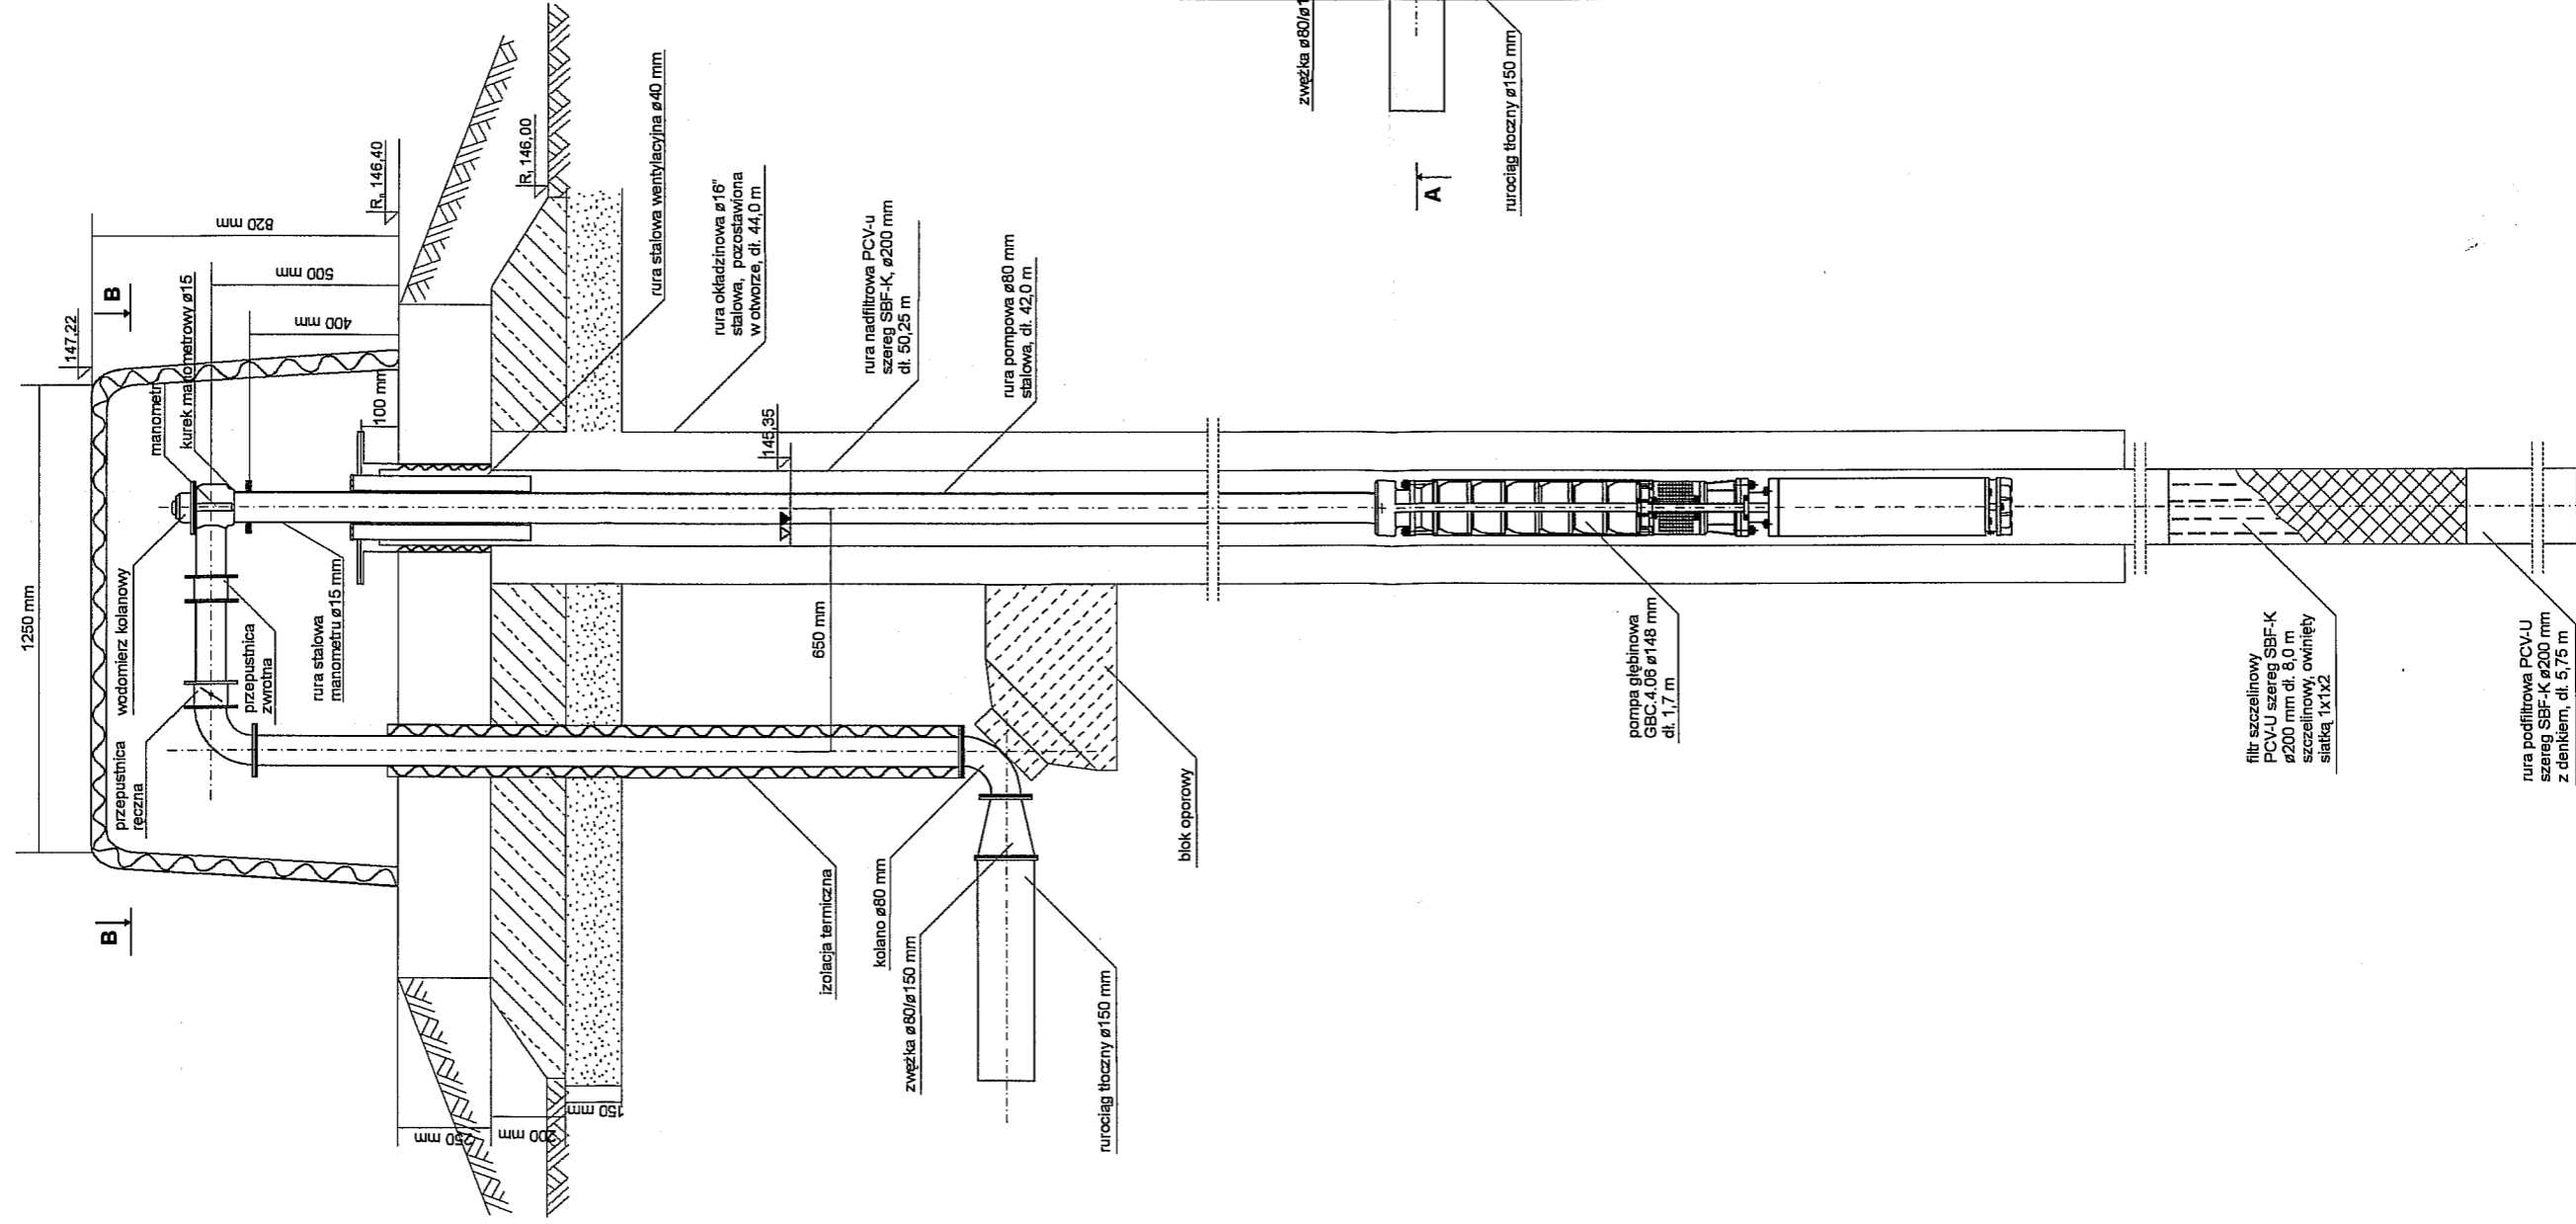 1250 mm
147,22
B
B
820 mm
500 mm
400 mm
100 mm
R, 146,40
R, 146,00
manometr
kurek manometrowy ø15
wodomierz kolanowy
przepustnica
zwrotna
przepustnica
ręczna
rura stalowa
manometru ø15 mm
rura stalowa wentylacyjna ø40 mm
rura okładzinowa ø16"
stalowa, pozostawiona
w otworze, dł. 44,0 m
145,35
rura nadfiltrowa PCV-u
szereg SBF-K, ø200 mm
dł. 50,25 m
rura pompowa ø80 mm
stalowa, dł. 42,0 m
650 mm
250 mm
200 mm
150 mm
izolacja termiczna
kolano ø80 mm
zwężka ø80/ø150 mm
rurociąg tłoczny ø150 mm
blok oporowy
pompa głębinowa
GBC.4.06 ø148 mm
dł. 1,7 m
filtr szczelinowy
PCV-U szereg SBF-K
ø200 mm dł. 8,0 m
szczelinowy, owinięty
siatką 1x1x2
rura podfiltrowa PCV-U
szereg SBF-K ø200 mm
z denkiem, dł. 5,75 m
zwężka ø80/ø1
rurociąg tłoczny ø150 mm
A